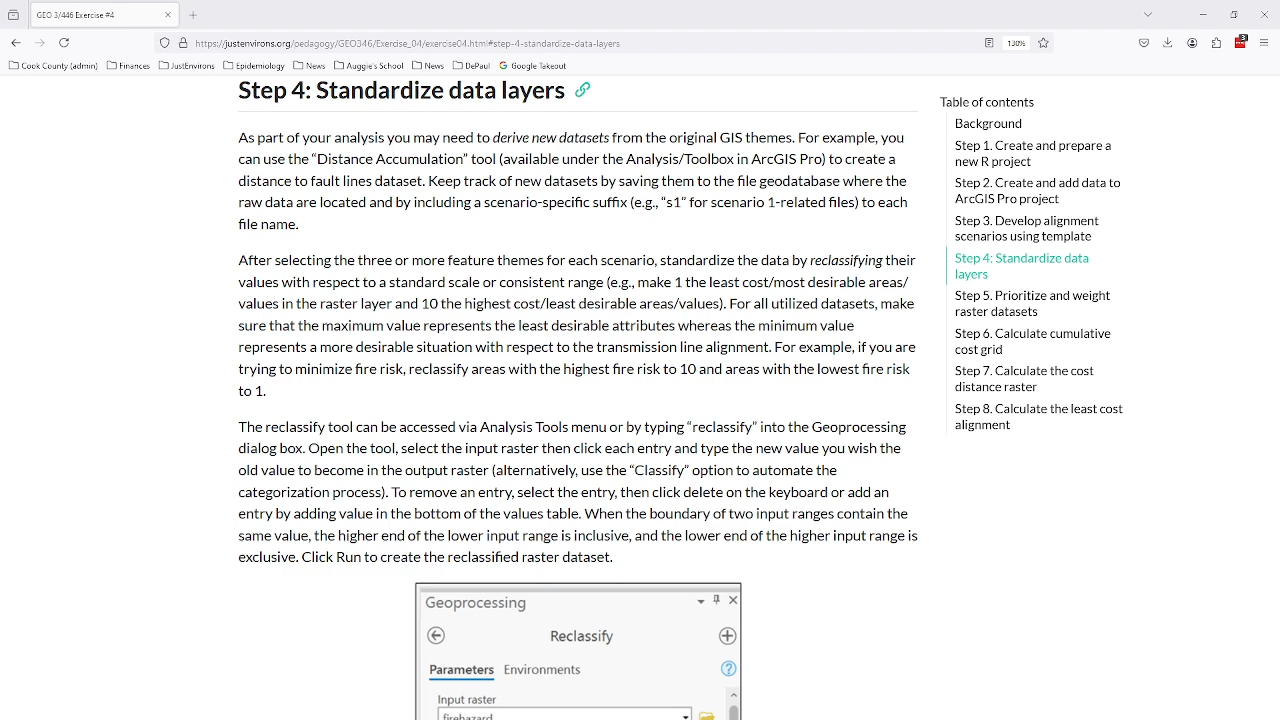 GEO 3/446 Exercise #4
https://justenvirons.org/pedagogy/GEO346/Exercise_04/exercise04.html#step-4-standardize-data-layers
130%
3
Cook County (admin)
Finances
JustEnvirons
Epidemiology
News
Auggie's School
News
DePaul
Google Takeout
Step 4: Standardize data layers
As part of your analysis you may need to derive new datasets from the original GIS themes. For example, you
can use the “Distance Accumulation” tool (available under the Analysis/Toolbox in ArcGIS Pro) to create a
distance to fault lines dataset. Keep track of new datasets by saving them to the file geodatabase where the
raw data are located and by including a scenario-specific suffix (e.g., “s1” for scenario 1-related files) to each
file name.
After selecting the three or more feature themes for each scenario, standardize the data by reclassifying their
values with respect to a standard scale or consistent range (e.g., make 1 the least cost/most desirable areas/
values in the raster layer and 10 the highest cost/least desirable areas/values). For all utilized datasets, make
sure that the maximum value represents the least desirable attributes whereas the minimum value
represents a more desirable situation with respect to the transmission line alignment. For example, if you are
trying to minimize fire risk, reclassify areas with the highest fire risk to 10 and areas with the lowest fire risk
to 1.
The reclassify tool can be accessed via Analysis Tools menu or by typing “reclassify” into the Geoprocessing
dialog box. Open the tool, select the input raster then click each entry and type the new value you wish the
old value to become in the output raster (alternatively, use the “Classify” option to automate the
categorization process). To remove an entry, select the entry, then click delete on the keyboard or add an
entry by adding value in the bottom of the values table. When the boundary of two input ranges contain the
same value, the higher end of the lower input range is inclusive, and the lower end of the higher input range is
exclusive. Click Run to create the reclassified raster dataset.
Geoprocessing
Reclassify
Parameters
Environments
Input raster
firehazard
Table of contents
Background
Step 1. Create and prepare a
new R project
Step 2. Create and add data to
ArcGIS Pro project
Step 3. Develop alignment
scenarios using template
Step 4: Standardize data
layers
Step 5. Prioritize and weight
raster datasets
Step 6. Calculate cumulative
cost grid
Step 7. Calculate the cost
distance raster
Step 8. Calculate the least cost
alignment